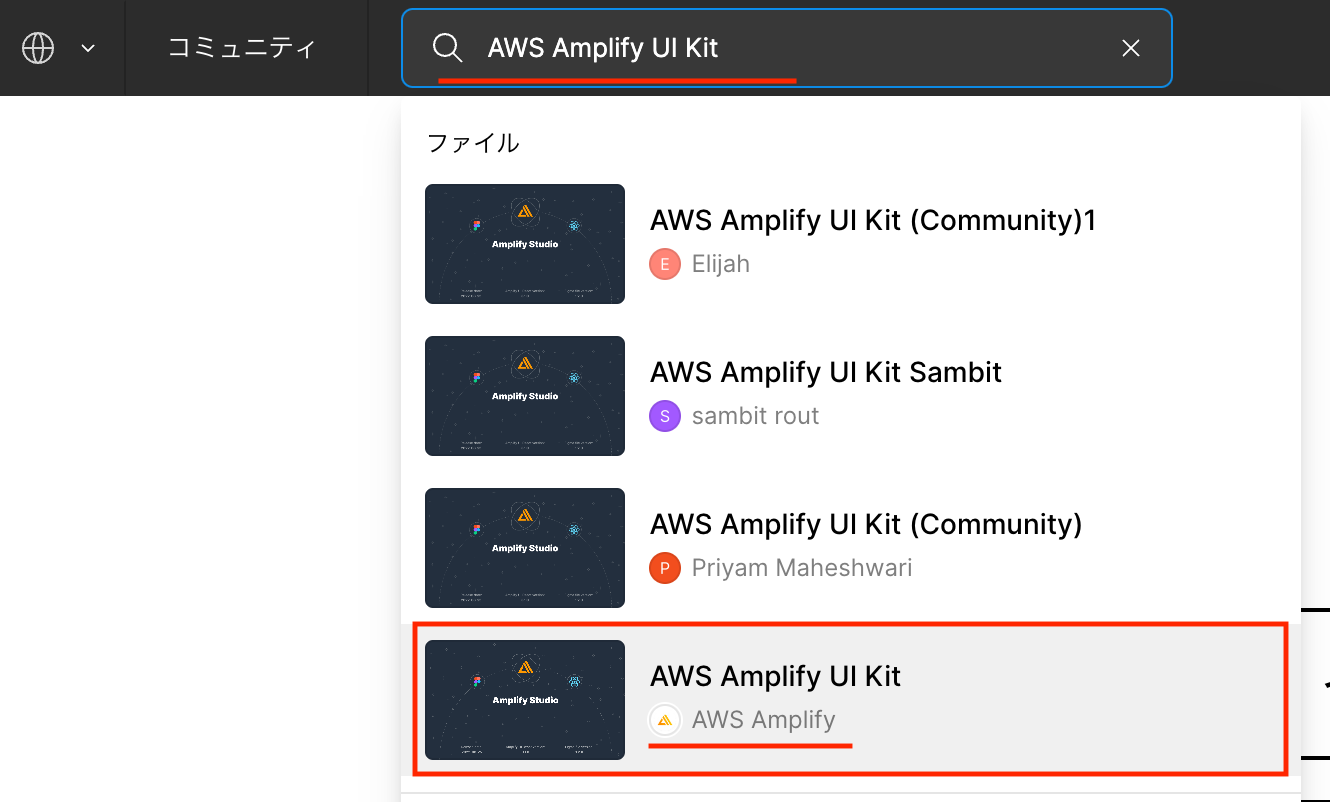 コミュニティ
AWS Amplify UI Kit
ファイル
Amplify Studio
AWS Amplify UI Kit (Community)1
E
Elijah
Amplify Studio
AWS Amplify UI Kit Sambit
S
sambit rout
Amplify Studio
AWS Amplify UI Kit (Community)
P
Priyam Maheshwari
Amplify Studio
AWS Amplify UI Kit
AWS Amplify